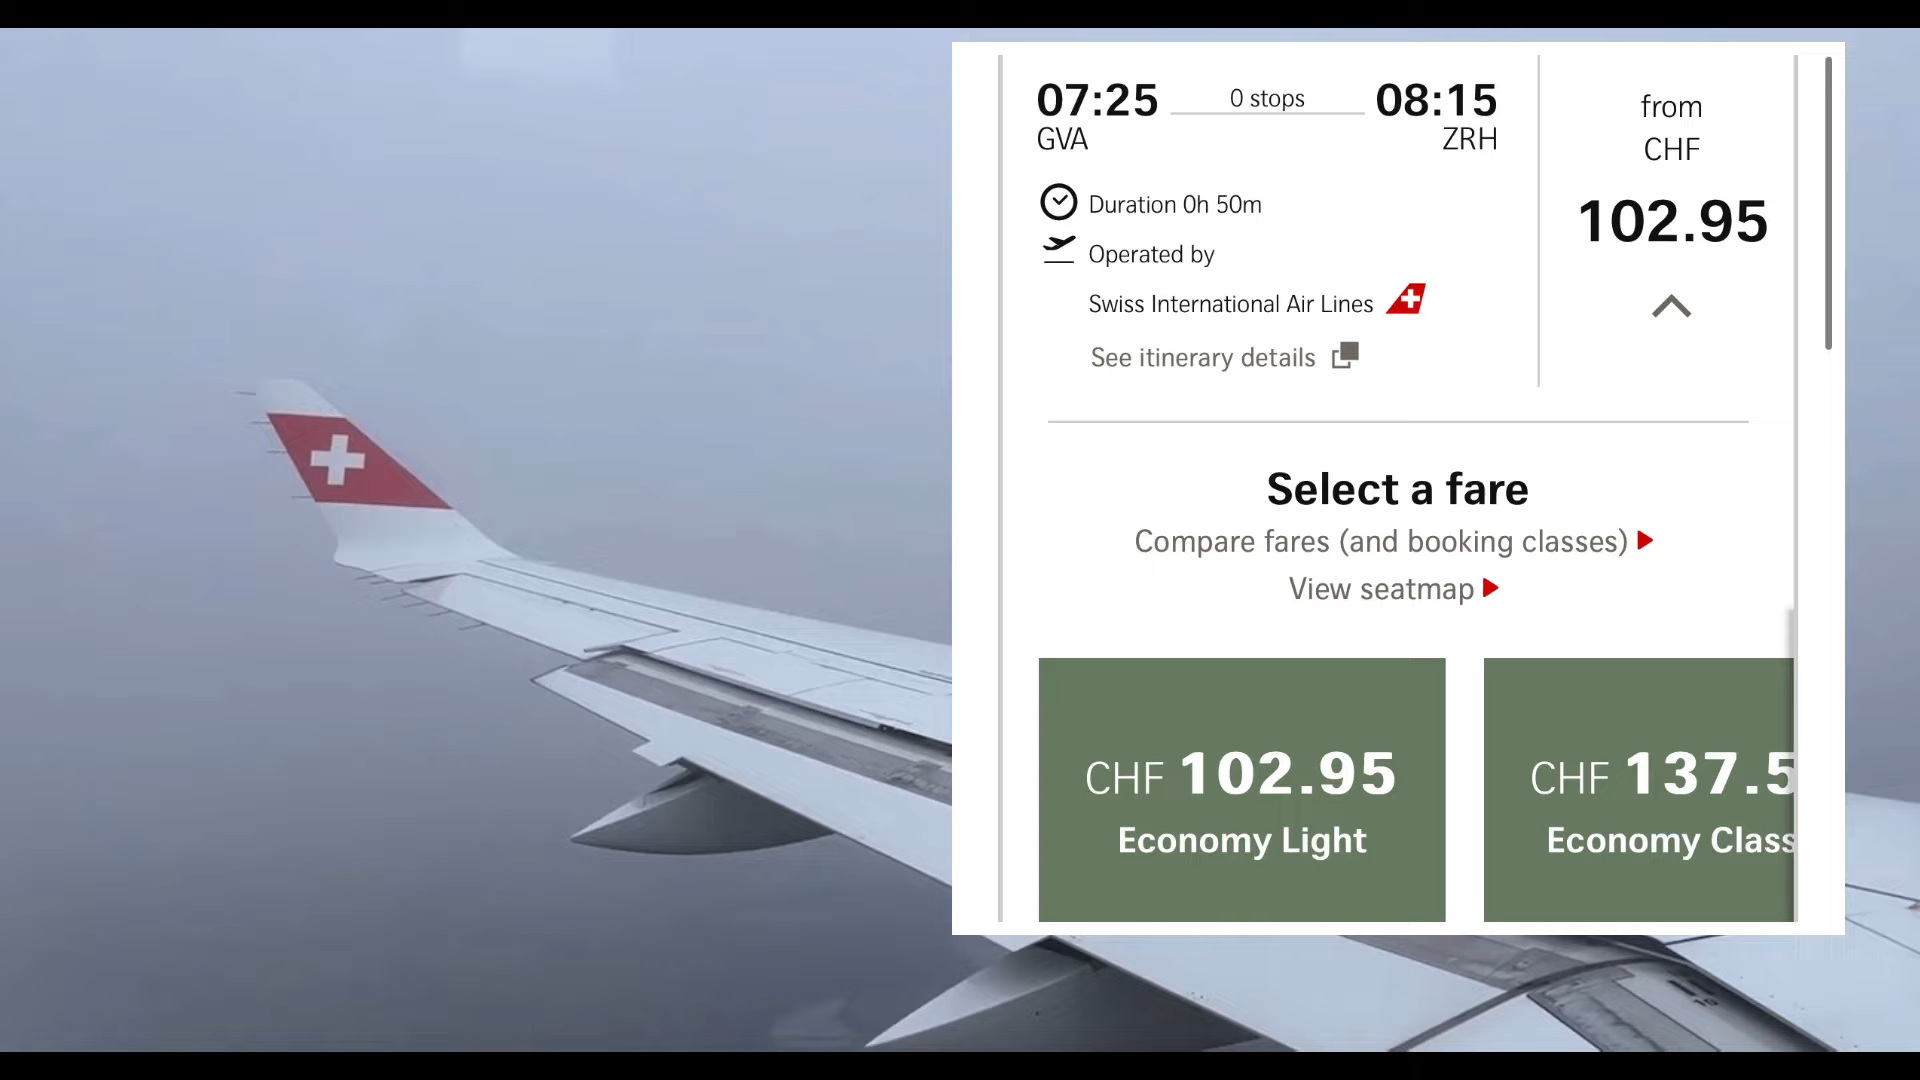 07:25 0 stops 08:15
GVA ZRH
Duration 0h 50m
Operated by
Swiss International Air Lines
See itinerary details
from
CHF
102.95
Select a fare
Compare fares (and booking classes)
View seatmap
CHF 102.95
Economy Light
CHF 137.5
Economy Class